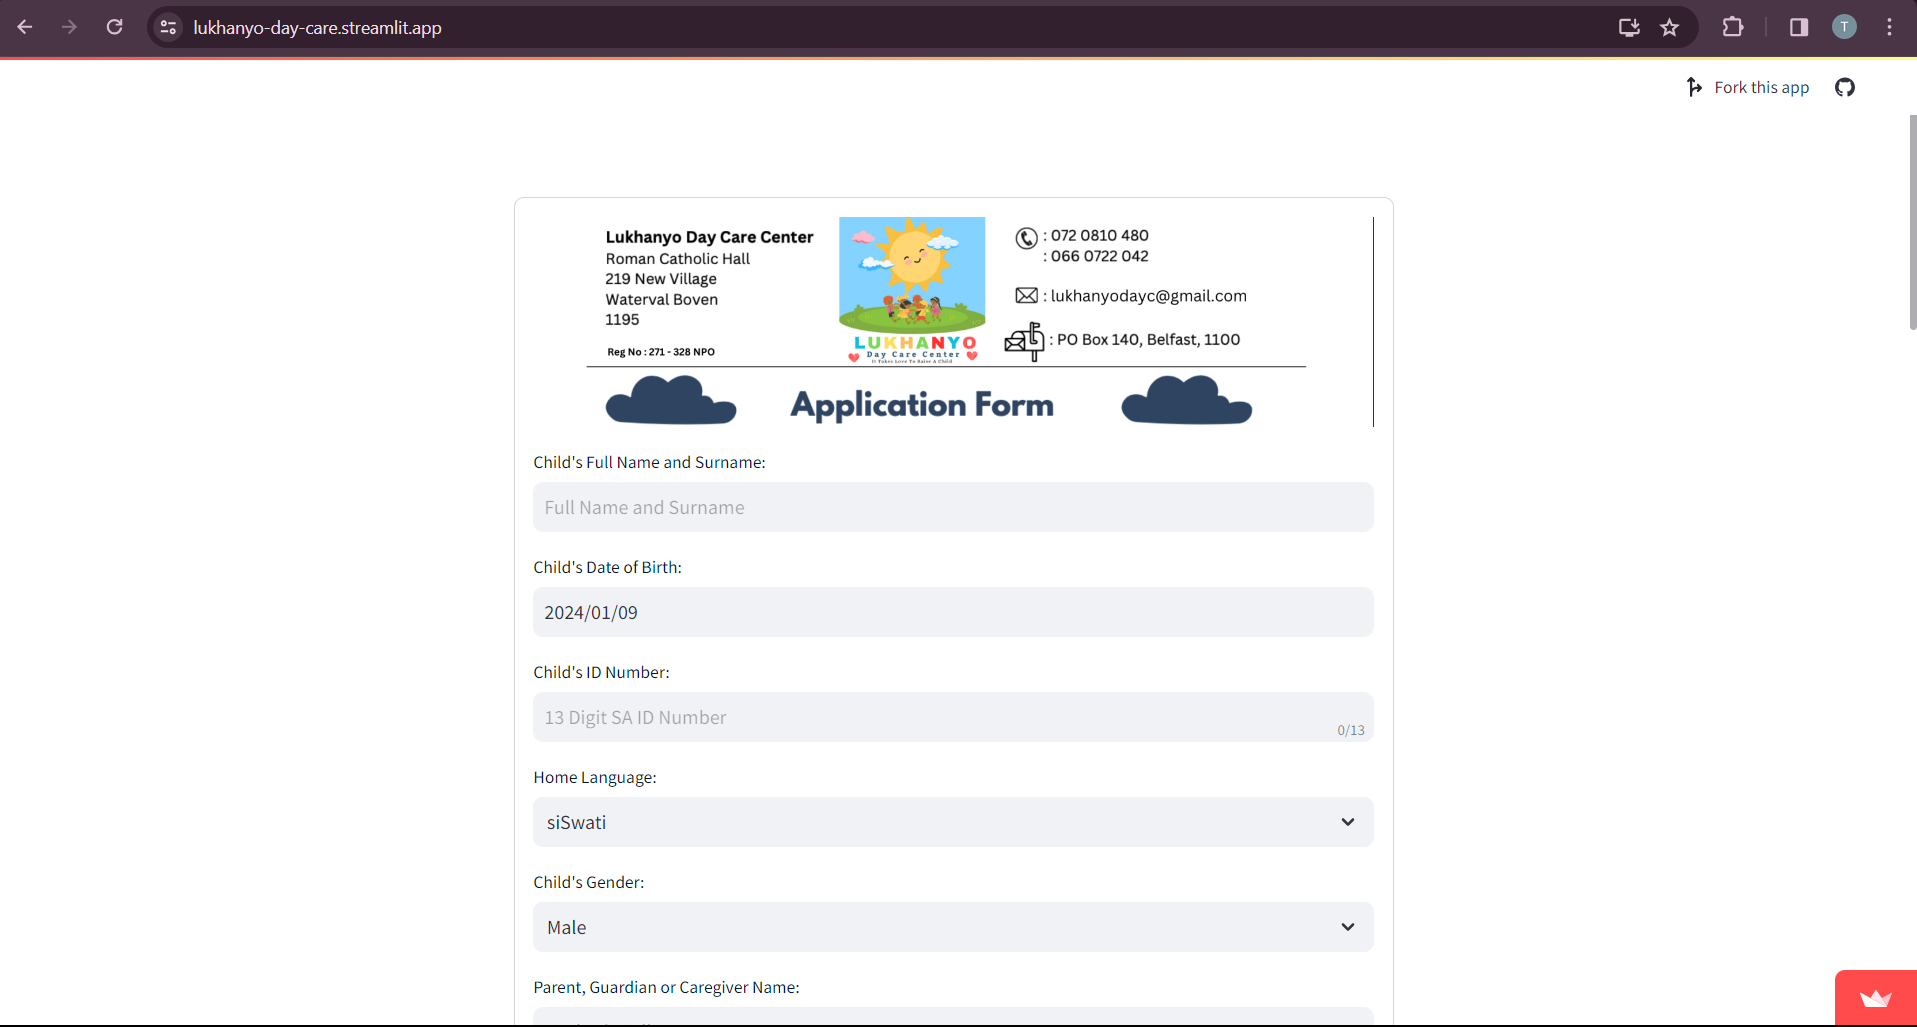 lukhanyo-day-care.streamlit.app
T
Fork this app
Lukhanyo Day Care Center
Roman Catholic Hall
219 New Village
Waterval Boven
1195
Reg No : 271 - 328 NPO
LUKHANYO
Day Care Center
It Takes Love To Raise A Child
: 072 0810 480
: 066 0722 042
: lukhanyodayc@gmail.com
: PO Box 140, Belfast, 1100
Application Form
Child's Full Name and Surname:
Full Name and Surname
Child's Date of Birth:
2024/01/09
Child's ID Number:
13 Digit SA ID Number
0/13
Home Language:
siSwati
Child's Gender:
Male
Parent, Guardian or Caregiver Name: